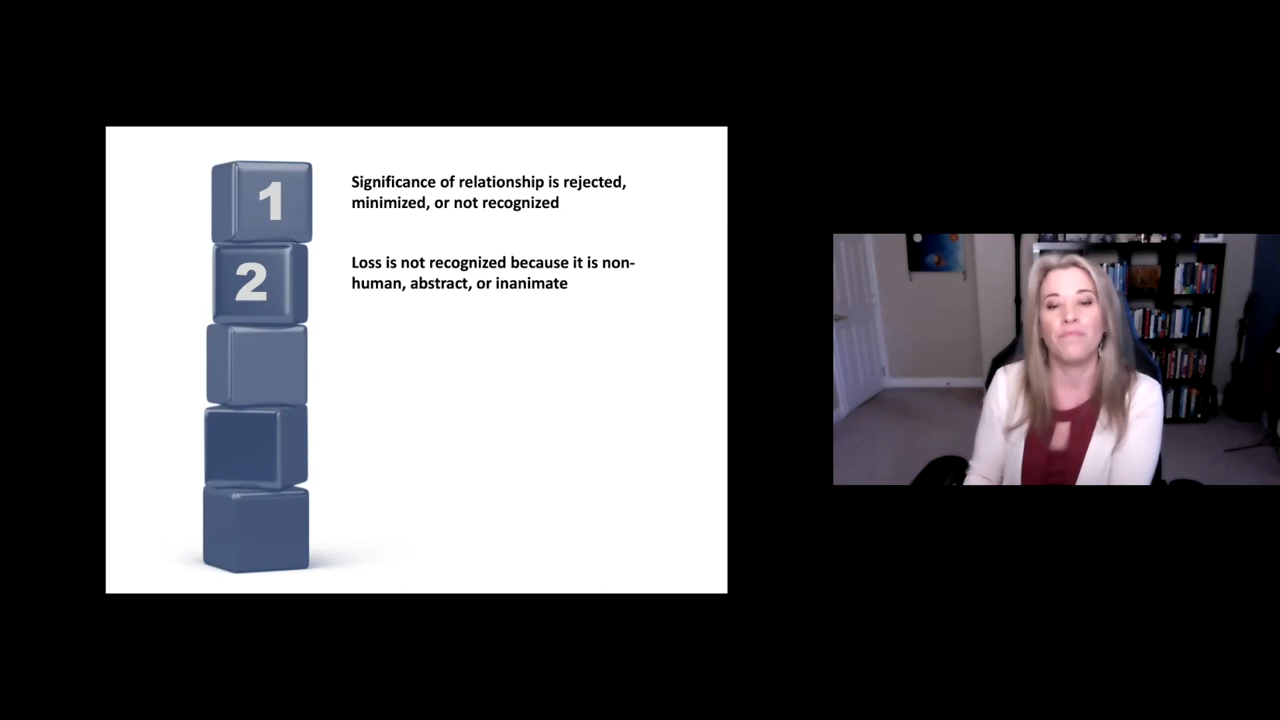 1
Significance of relationship is rejected,
minimized, or not recognized
2
Loss is not recognized because it is non-
human, abstract, or inanimate